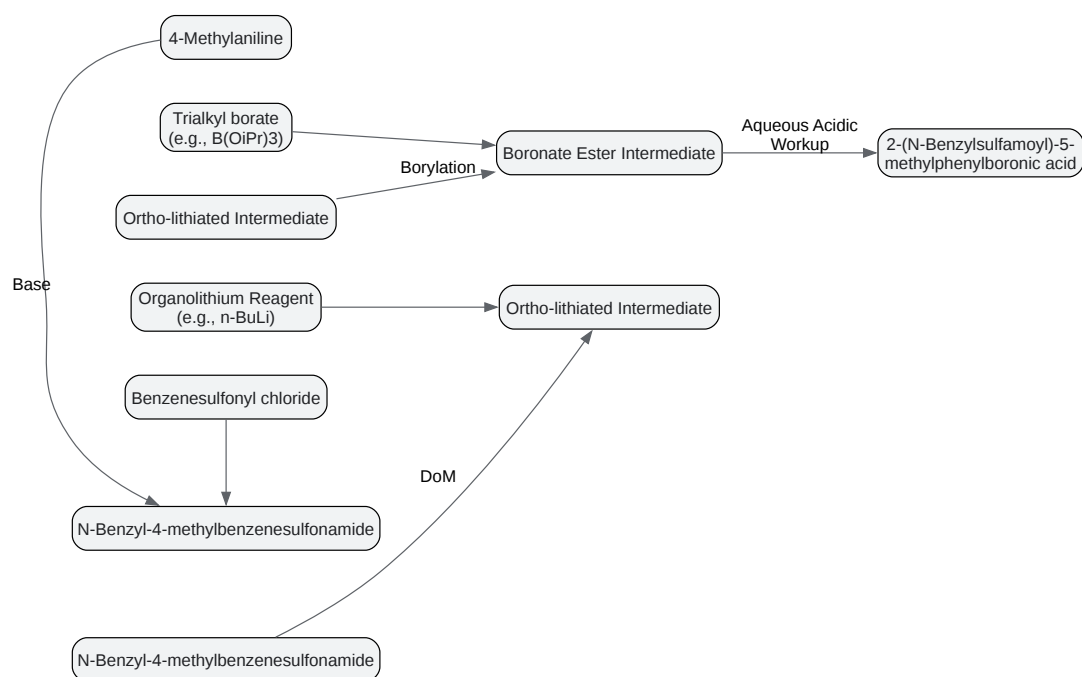 4-Methylaniline
Trialkyl borate
(e.g., B(OiPr)3)
Aqueous Acidic
Workup
Boronate Ester Intermediate
2-(N-Benzylsulfamoyl)-5-
methylphenylboronic acid
Borylation
Ortho-lithiated Intermediate
Base
Organolithium Reagent
(e.g., n-BuLi)
Ortho-lithiated Intermediate
Benzenesulfonyl chloride
DoM
N-Benzyl-4-methylbenzenesulfonamide
N-Benzyl-4-methylbenzenesulfonamide